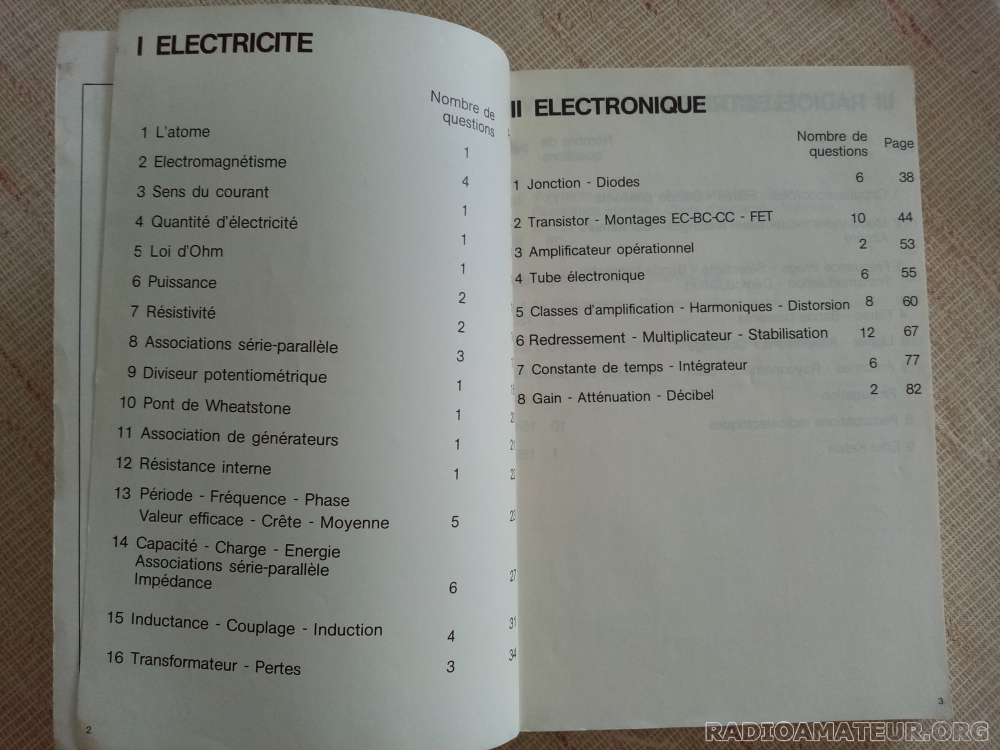 I ELECTRICITE
Nombre de
questions
1 L'atome 1
2 Electromagnétisme 4
3 Sens du courant 1
4 Quantité d'électricité 1
5 Loi d'Ohm 1
6 Puissance 2
7 Résistivité 2
8 Associations série-parallèle 3
9 Diviseur potentiométrique 1
10 Pont de Wheatstone 1
11 Association de générateurs 1
12 Résistance interne 1
13 Période - Fréquence - Phase
Valeur efficace - Crête - Moyenne 5 23
14 Capacité - Charge - Energie
Associations série-parallèle
Impédance 6 27
15 Inductance - Couplage - Induction 4 31
16 Transformateur - Pertes 3 34
2
II ELECTRONIQUE
Nombre de
questions Page
1 Jonction - Diodes 6 38
2 Transistor - Montages EC-BC-CC - FET 10 44
3 Amplificateur opérationnel 2 53
4 Tube électronique 6 55
5 Classes d'amplification - Harmoniques - Distorsion 8 60
6 Redressement - Multiplicateur - Stabilisation 12 67
7 Constante de temps - Intégrateur 6 77
8 Gain - Atténuation - Décibel 2 82
3
RADIOAMATEUR.ORG